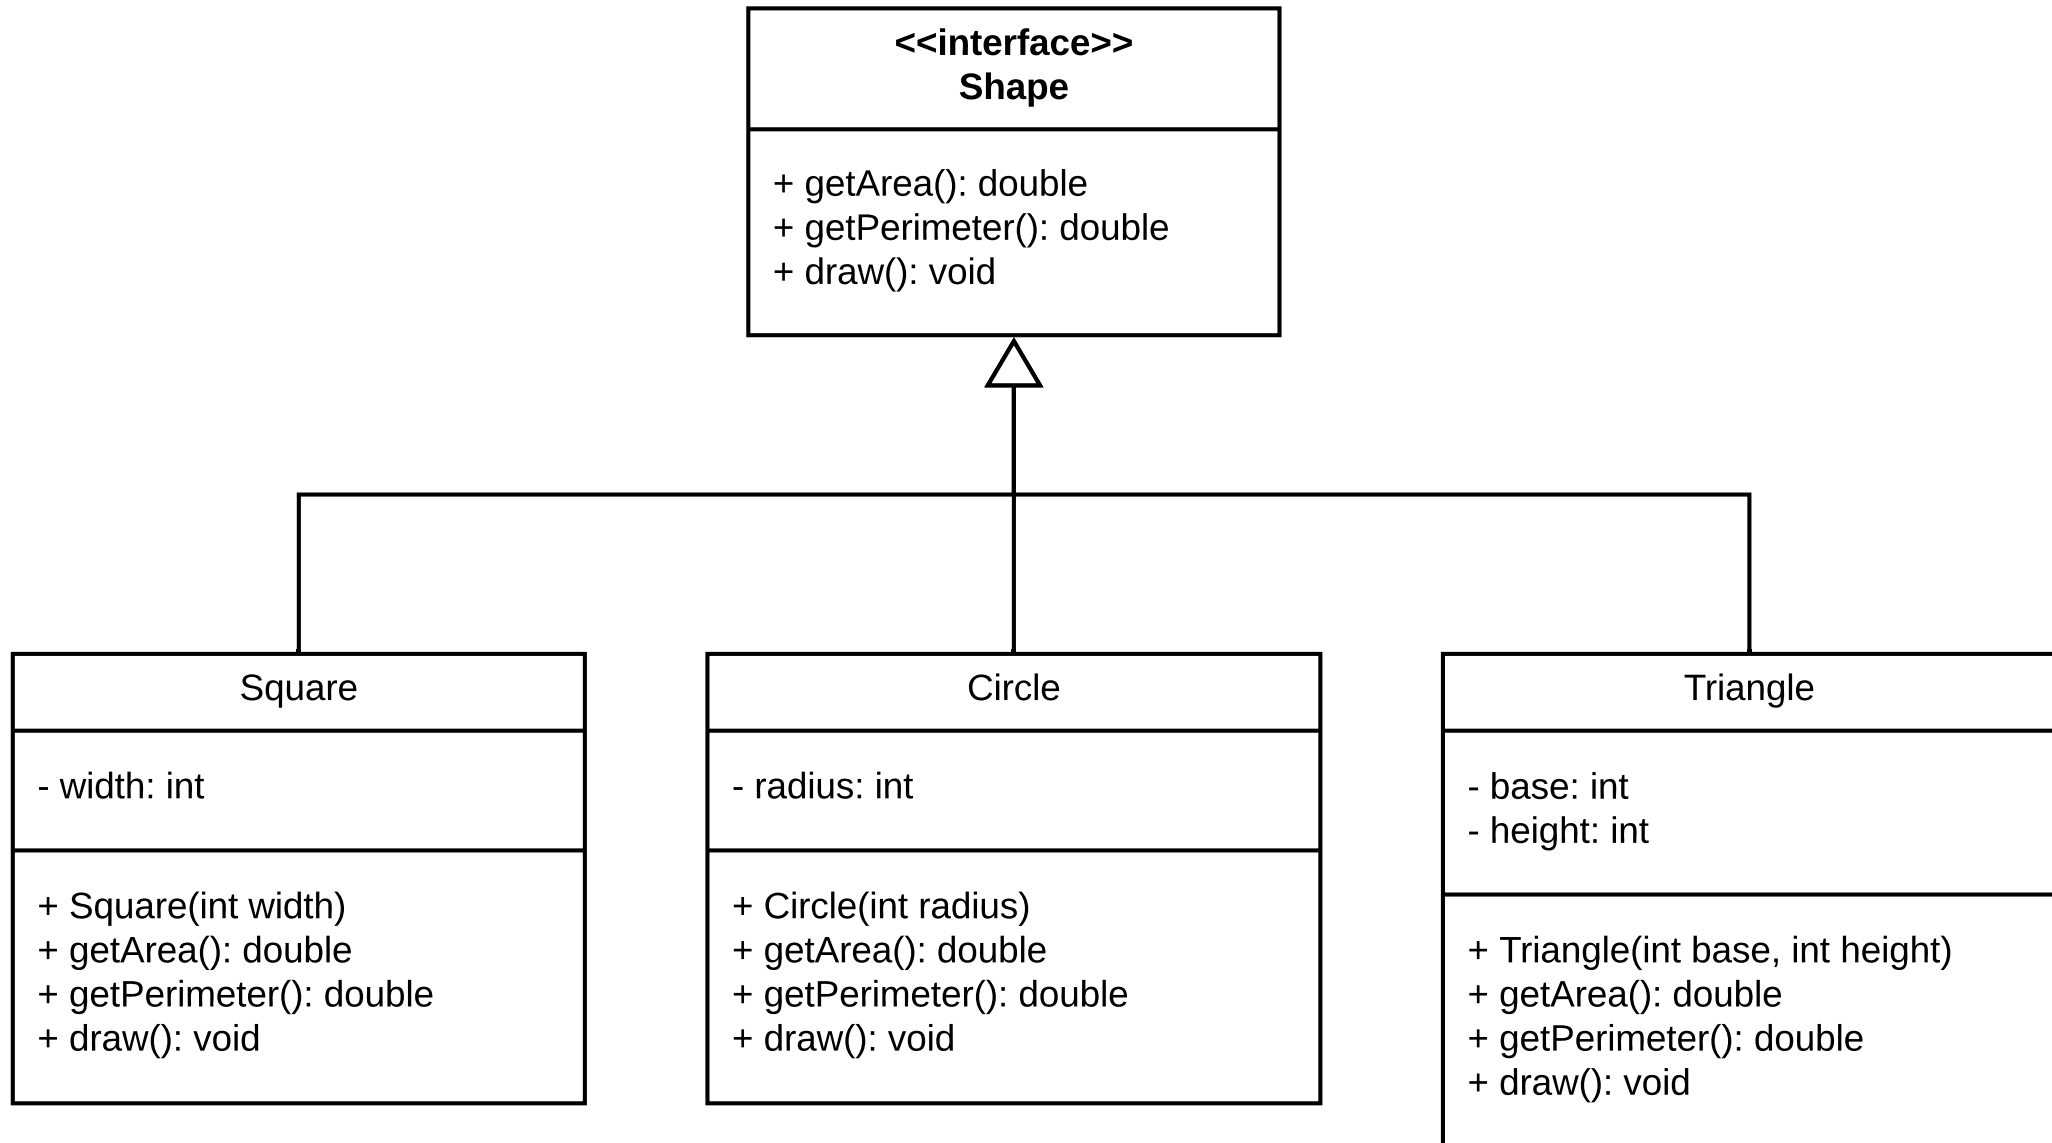 <<interface>>
Shape
+ getArea(): double
+ getPerimeter(): double
+ draw(): void
Square
- width: int
+ Square(int width)
+ getArea(): double
+ getPerimeter(): double
+ draw(): void
Circle
- radius: int
+ Circle(int radius)
+ getArea(): double
+ getPerimeter(): double
+ draw(): void
Triangle
- base: int
- height: int
+ Triangle(int base, int height)
+ getArea(): double
+ getPerimeter(): double
+ draw(): void